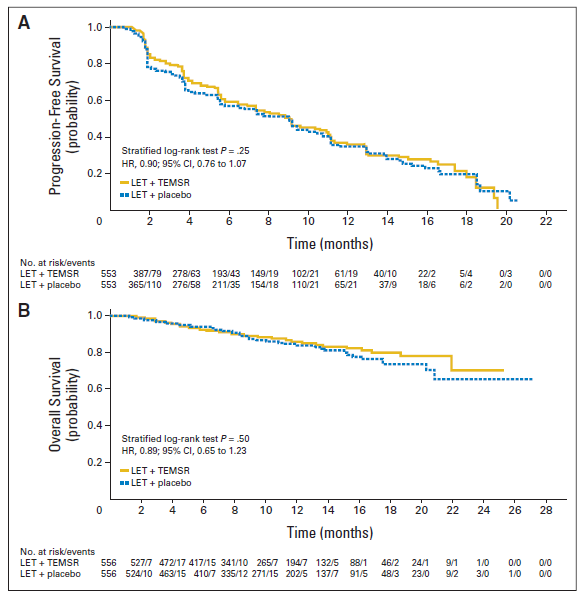 A
Progression-Free Survival
(probability)
1.0
0.8
0.6
0.4
0.2
Stratified log-rank test P = .25
HR, 0.90; 95% CI, 0.76 to 1.07
LET + TEMSR
LET + placebo
0 2 4 6 8 10 12 14 16 18 20 22
Time (months)
No. at risk/events
LET + TEMSR 553 387/79 278/63 193/43 149/19 102/21 61/19 40/10 22/2 5/4 0/3 0/0
LET + placebo 553 365/110 276/58 211/35 154/18 110/21 65/21 37/9 18/6 6/2 2/0 0/0
B
Overall Survival
(probability)
1.0
0.8
0.6
0.4
0.2
Stratified log-rank test P = .50
HR, 0.89; 95% CI, 0.65 to 1.23
LET + TEMSR
LET + placebo
0 2 4 6 8 10 12 14 16 18 20 22 24 26 28
Time (months)
No. at risk/events
LET + TEMSR 556 527/7 472/17 417/15 341/10 265/7 194/7 132/5 88/1 46/2 24/1 9/1 1/0 0/0 0/0
LET + placebo 556 524/10 463/15 410/7 335/12 271/15 202/5 137/7 91/5 48/3 23/0 9/2 3/0 1/0 0/0